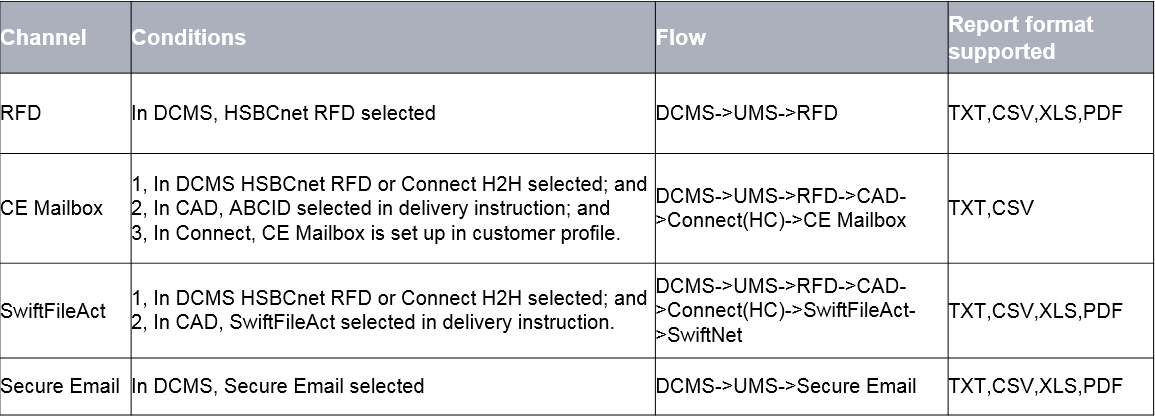 Channel Conditions Flow Report format
supported
RFD In DCMS, HSBCnet RFD selected DCMS->UMS->RFD TXT,CSV,XLS,PDF
CE Mailbox
1, In DCMS HSBCnet RFD or Connect H2H selected; and
2, In CAD, ABCID selected in delivery instruction; and
3, In Connect, CE Mailbox is set up in customer profile.
DCMS->UMS->RFD->CAD-
>Connect(HC)->CE Mailbox
TXT,CSV
SwiftFileAct
1, In DCMS HSBCnet RFD or Connect H2H selected; and
2, In CAD, SwiftFileAct selected in delivery instruction.
DCMS->UMS->RFD->CAD-
>Connect(HC)->SwiftFileAct-
>SwiftNet
TXT,CSV,XLS,PDF
Secure Email In DCMS, Secure Email selected DCMS->UMS->Secure Email TXT,CSV,XLS,PDF